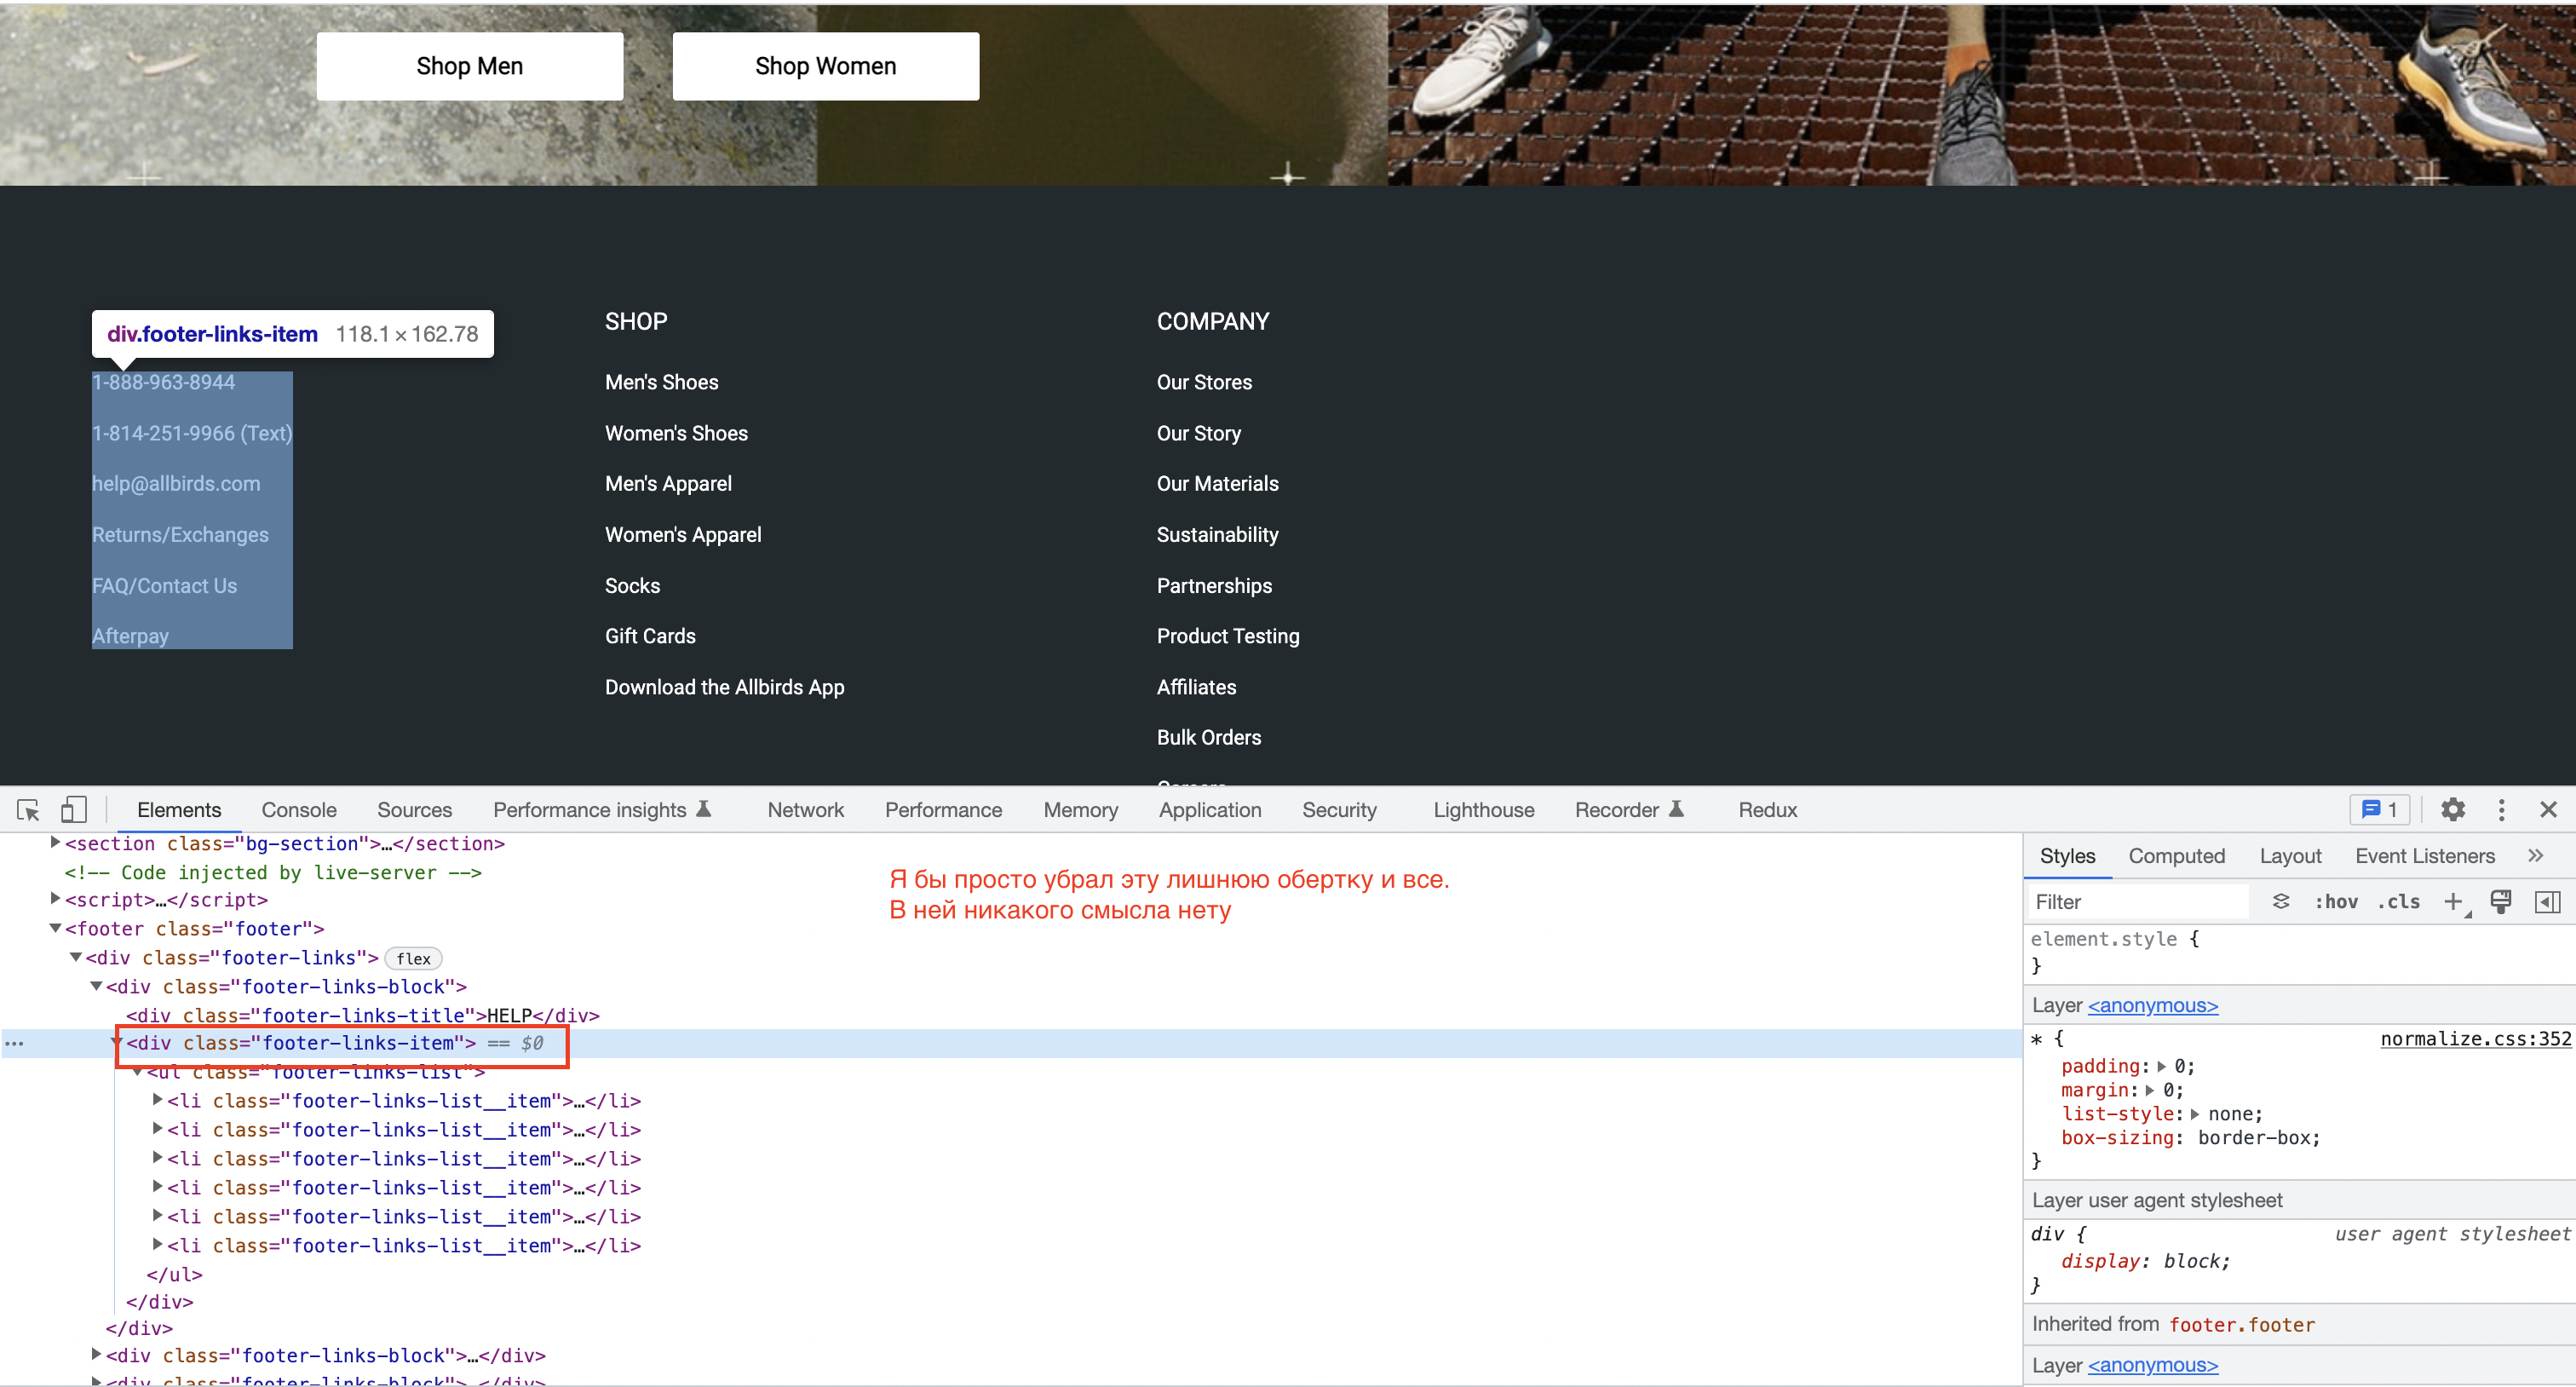 Shop Men
Shop Women
div.footer-links-item 118.1 × 162.78
1-888-963-8944
1-814-251-9966 (Text)
help@allbirds.com
Returns/Exchanges
FAQ/Contact Us
Afterpay
SHOP
Men's Shoes
Women's Shoes
Men's Apparel
Women's Apparel
Socks
Gift Cards
Download the Allbirds App
COMPANY
Our Stores
Our Story
Our Materials
Sustainability
Partnerships
Product Testing
Affiliates
Bulk Orders
Careers
Elements Console Sources Performance insights Network Performance Memory Application Security Lighthouse Recorder Redux 1
<section class="bg-section">…</section>
<!-- Code injected by live-server -->
<script>…</script>
<footer class="footer">
<div class="footer-links"> flex
<div class="footer-links-block">
<div class="footer-links-title">HELP</div>
<div class="footer-links-item"> == $0
<ul class="footer-links-list">
<li class="footer-links-list__item">…</li>
<li class="footer-links-list__item">…</li>
<li class="footer-links-list__item">…</li>
<li class="footer-links-list__item">…</li>
<li class="footer-links-list__item">…</li>
<li class="footer-links-list__item">…</li>
</ul>
</div>
</div>
<div class="footer-links-block">…</div>
<div class="footer-links-block">…</div>
Я бы просто убрал эту лишнюю обертку и все.
В ней никакого смысла нету
Styles Computed Layout Event Listeners »
Filter :hov .cls +
element.style {
}
Layer <anonymous>
* { normalize.css:352
padding: 0;
margin: 0;
list-style: none;
box-sizing: border-box;
}
Layer user agent stylesheet
div { user agent stylesheet
display: block;
}
Inherited from footer.footer
Layer <anonymous>